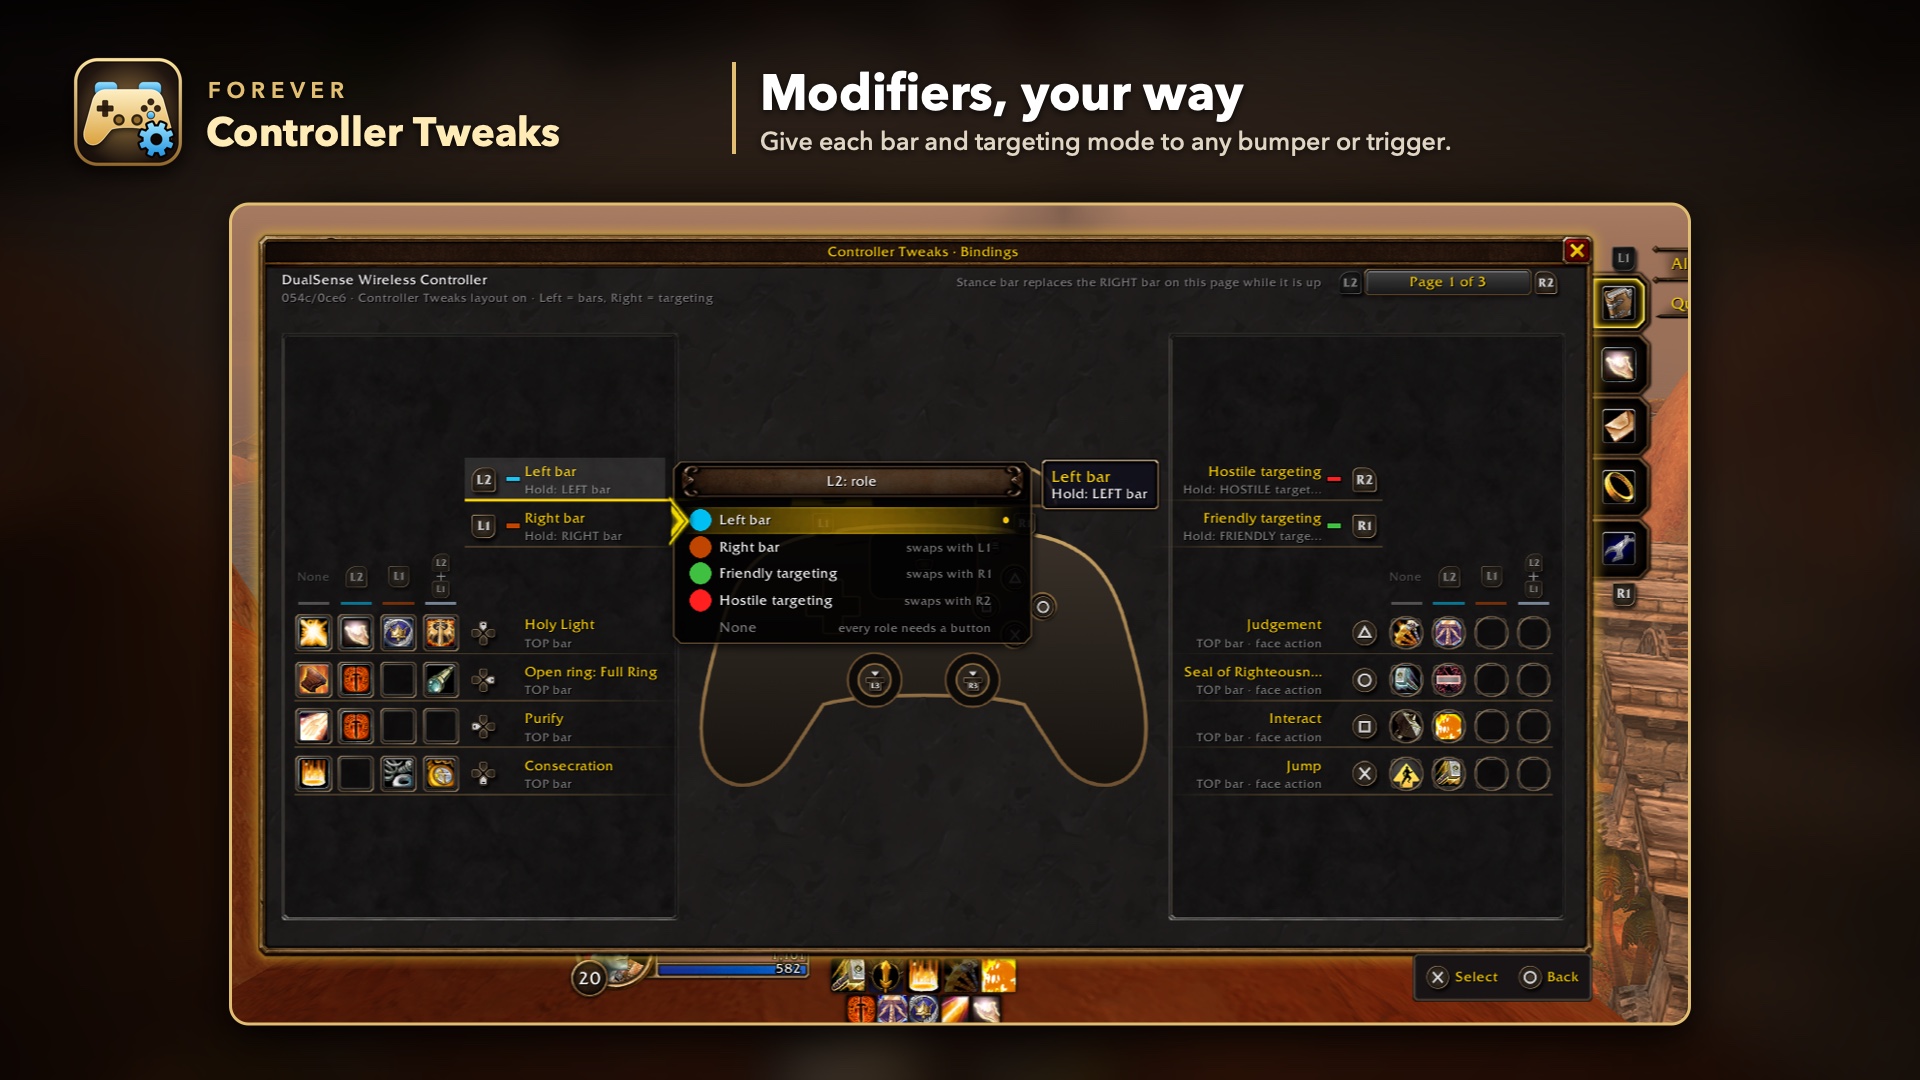 FOREVER
Controller Tweaks
Modifiers, your way
Give each bar and targeting mode to any bumper or trigger.
Controller Tweaks · Bindings
DualSense Wireless Controller
054c/0ce6 · Controller Tweaks layout on · Left = bars, Right = targeting
Stance bar replaces the RIGHT bar on this page while it is up
L2
Page 1 of 3
R2
L1
L2
Left bar
Hold: LEFT bar
L1
Right bar
Hold: RIGHT bar
None
L2
L1
L2
+
L1
Holy Light
TOP bar
Open ring: Full Ring
TOP bar
Purify
TOP bar
Consecration
TOP bar
L2: role
Left bar
Right bar
swaps with L1
Friendly targeting
swaps with R1
Hostile targeting
swaps with R2
None
every role needs a button
Left bar
Hold: LEFT bar
L3
R3
Hostile targeting
Hold: HOSTILE target...
R2
Friendly targeting
Hold: FRIENDLY targe...
R1
None
L2
L1
L2
+
L1
Judgement
TOP bar · face action
Seal of Righteousn...
TOP bar · face action
Interact
TOP bar · face action
Jump
TOP bar · face action
R1
20
582
Select
Back